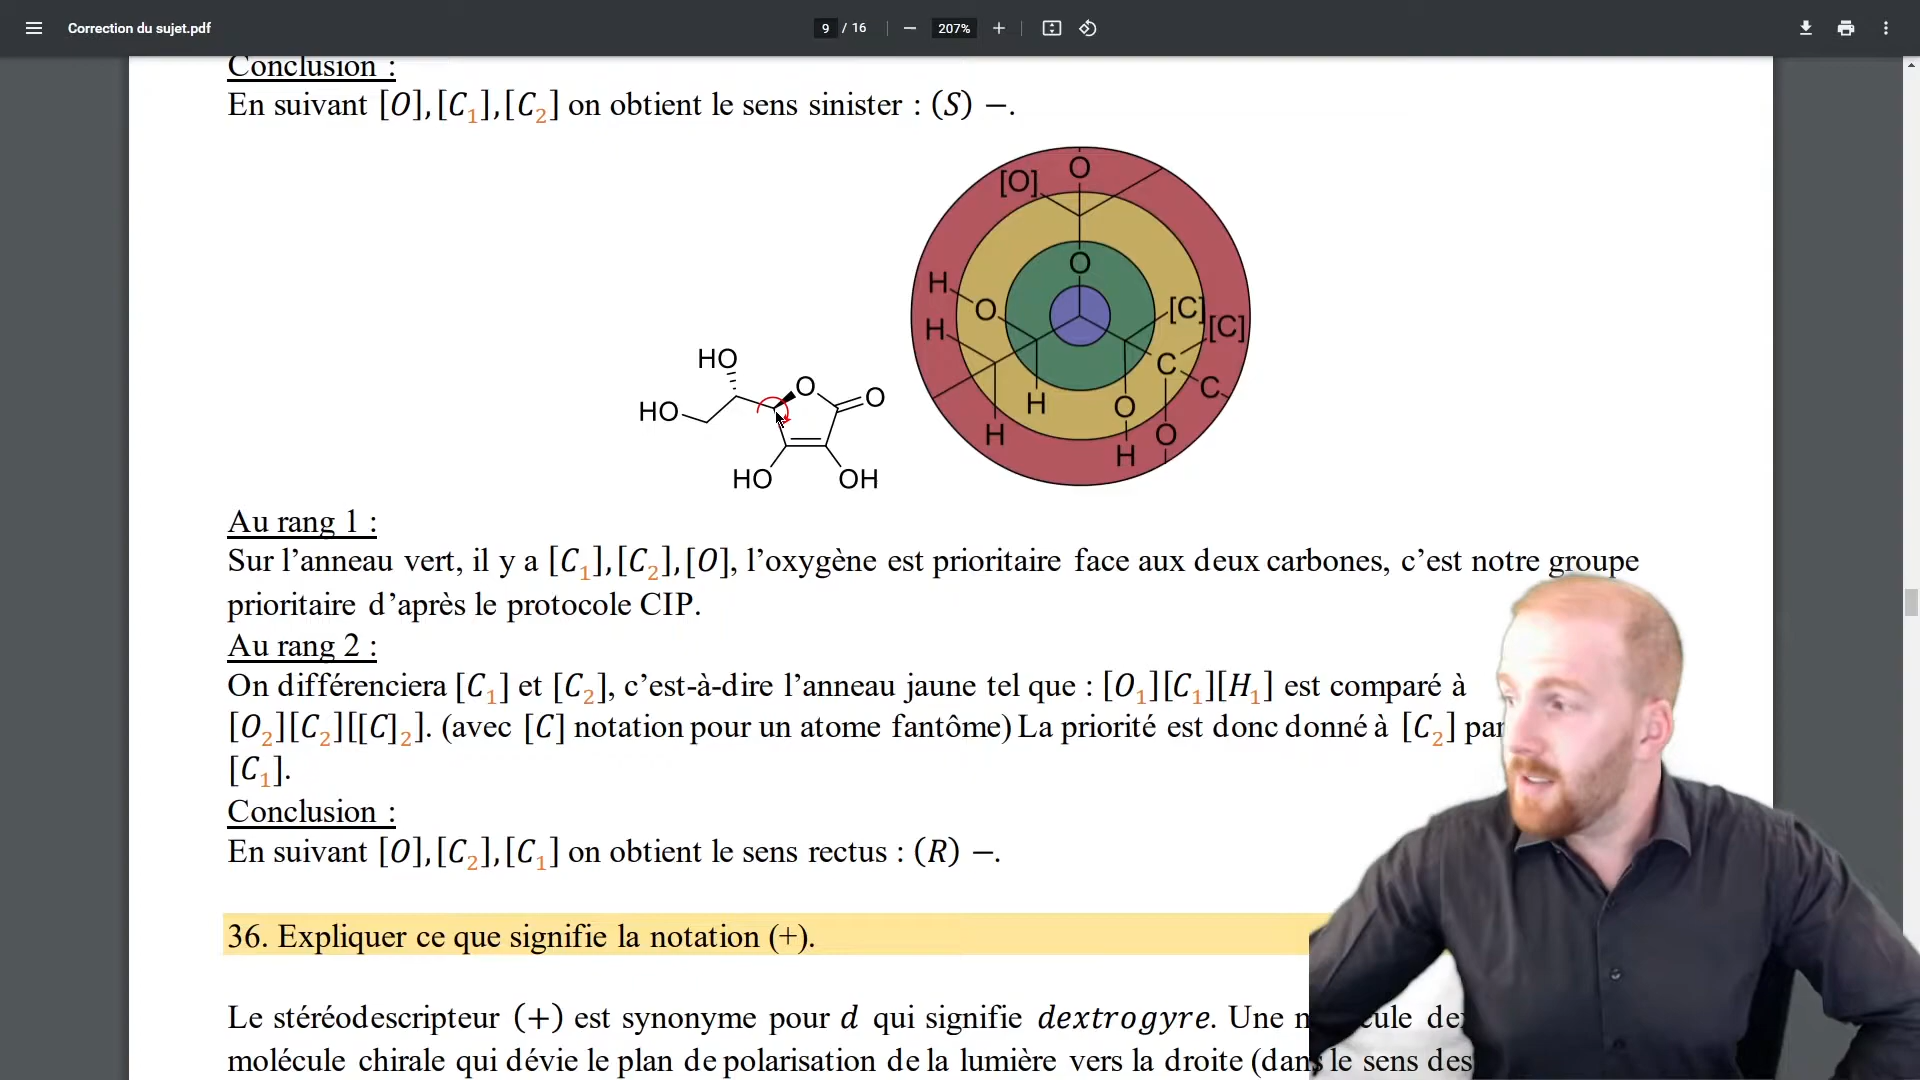 Correction du sujet.pdf
9 / 16
207%
Conclusion :
En suivant [O],[C₁],[C₂] on obtient le sens sinister : (S) −.
O
[O]
O
H
O
H
[C]
[C]
C
C
H
O
H
O
H
HO
O
O
HO
HO
OH
Au rang 1 :
Sur l’anneau vert, il y a [C₁],[C₂],[O], l’oxygène est prioritaire face aux deux carbones, c’est notre groupe
prioritaire d’après le protocole CIP.
Au rang 2 :
On différenciera [C₁] et [C₂], c’est-à-dire l’anneau jaune tel que : [O₁][C₁][H₁] est comparé à
[O₂][C₂][[C]₂]. (avec [C] notation pour un atome fantôme) La priorité est donc donné à [C₂]
[C₁].
Conclusion :
En suivant [O],[C₂],[C₁] on obtient le sens rectus : (R) −.
36. Expliquer ce que signifie la notation (+).
Le stéréodescripteur (+) est synonyme pour d qui signifie dextrogyre. Une
molécule chirale qui dévie le plan de polarisation de la lumière vers la droite (dans le sens des